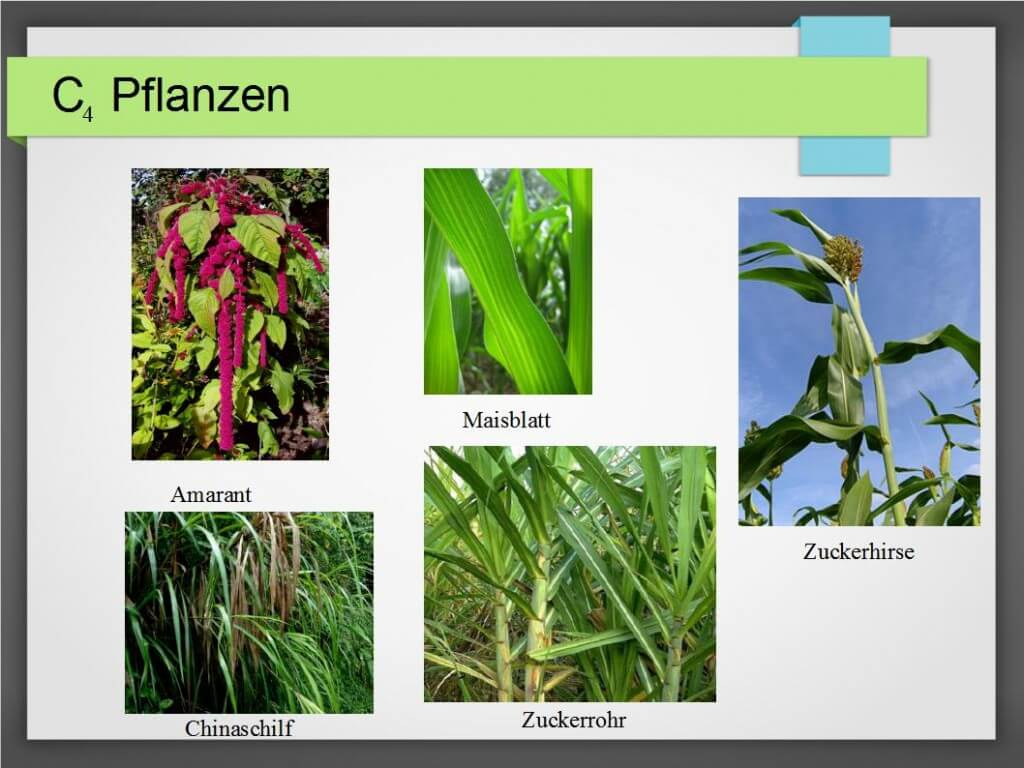 C₄ Pflanzen
Amarant
Maisblatt
Zuckerhirse
Chinaschilf
Zuckerrohr